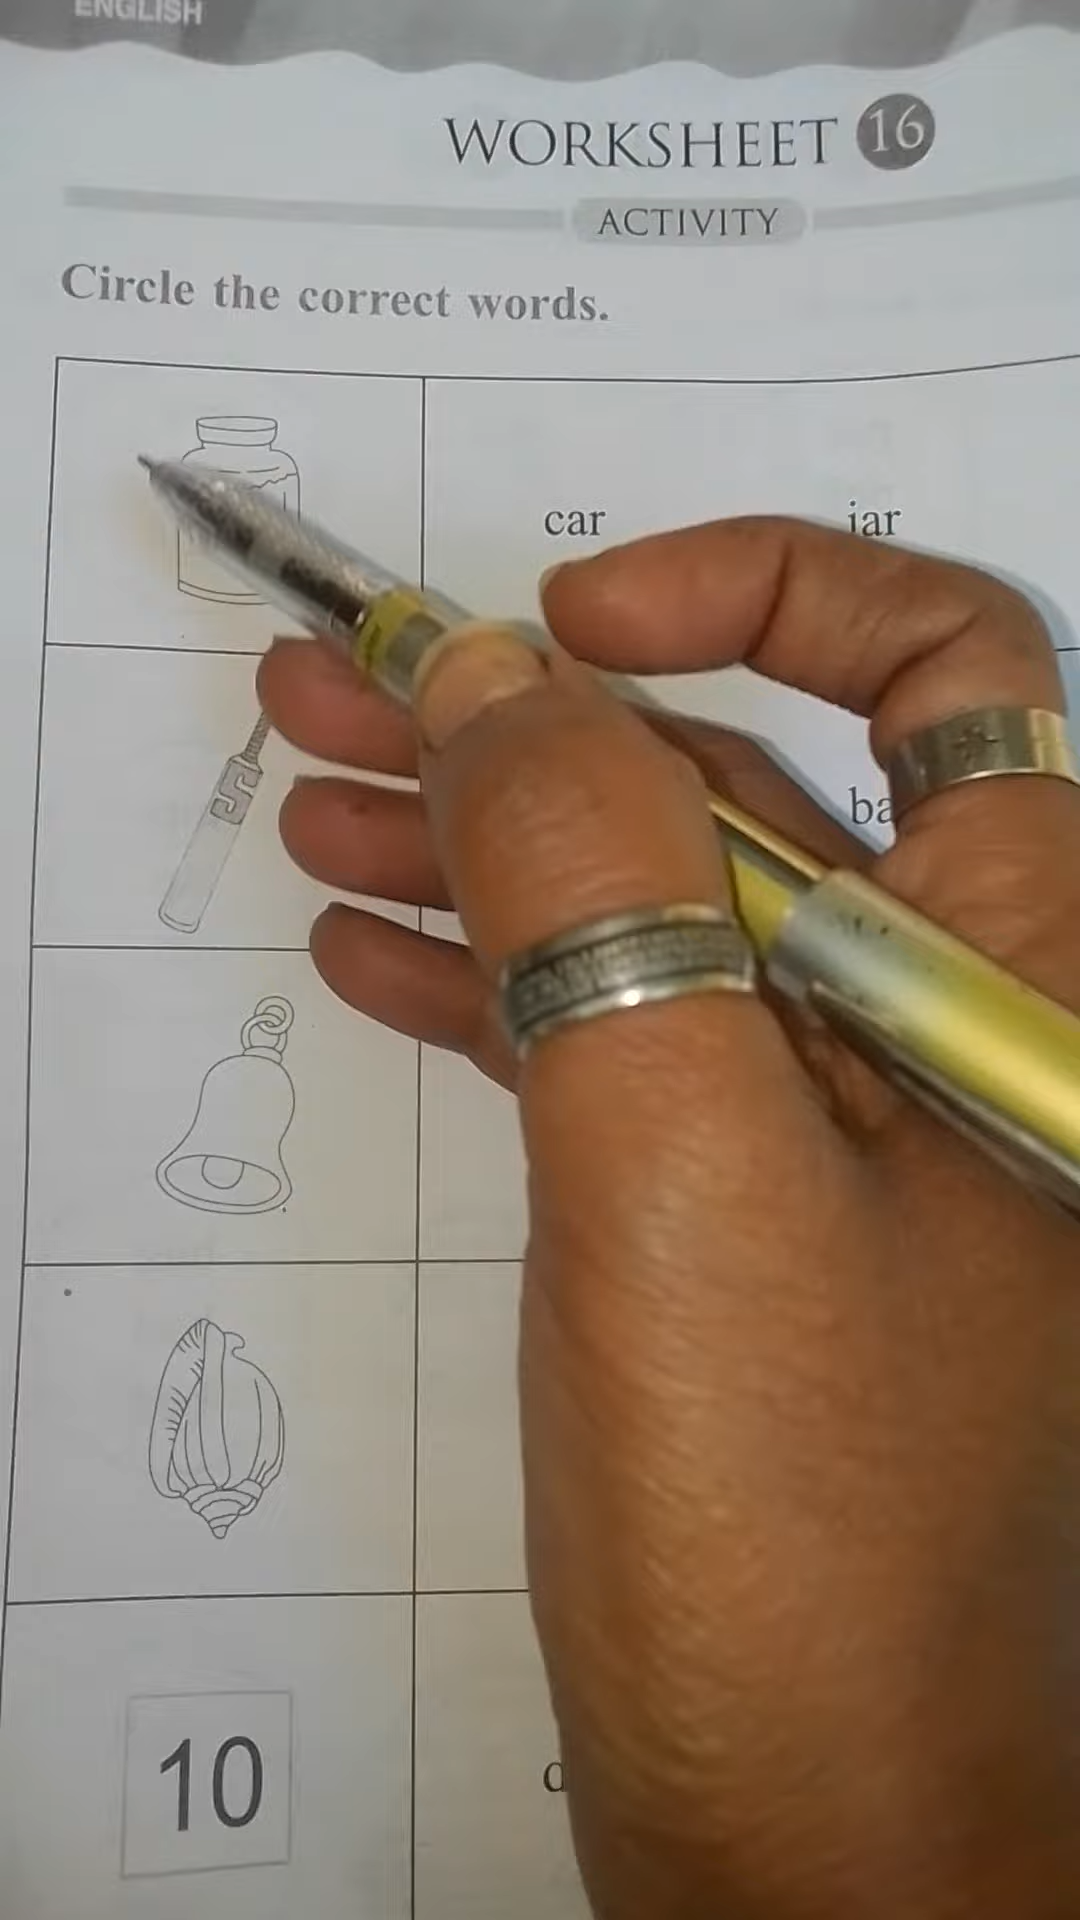 ENGLISH
WORKSHEET 16
ACTIVITY
Circle the correct words.
car jar
10